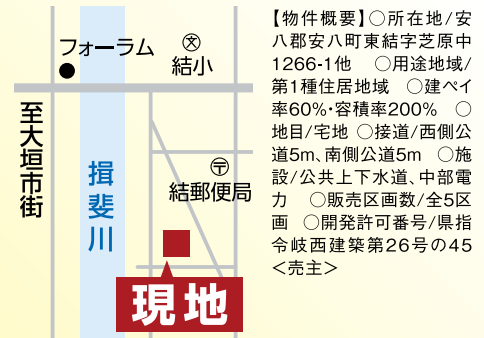 フォーラム
㊫
結小
至大垣市街
揖斐川
〒
結郵便局
現地
【物件概要】○所在地/安
八郡安八町東結字芝原中
1266-1他　○用途地域/
第1種住居地域　○建ペイ
率60%・容積率200%　○
地目/宅地 ○接道/西側公
道5m、南側公道5m　○施
設/公共上下水道、中部電
力　○販売区画数/全5区
画　○開発許可番号/県指
令岐西建築第26号の45
＜売主＞